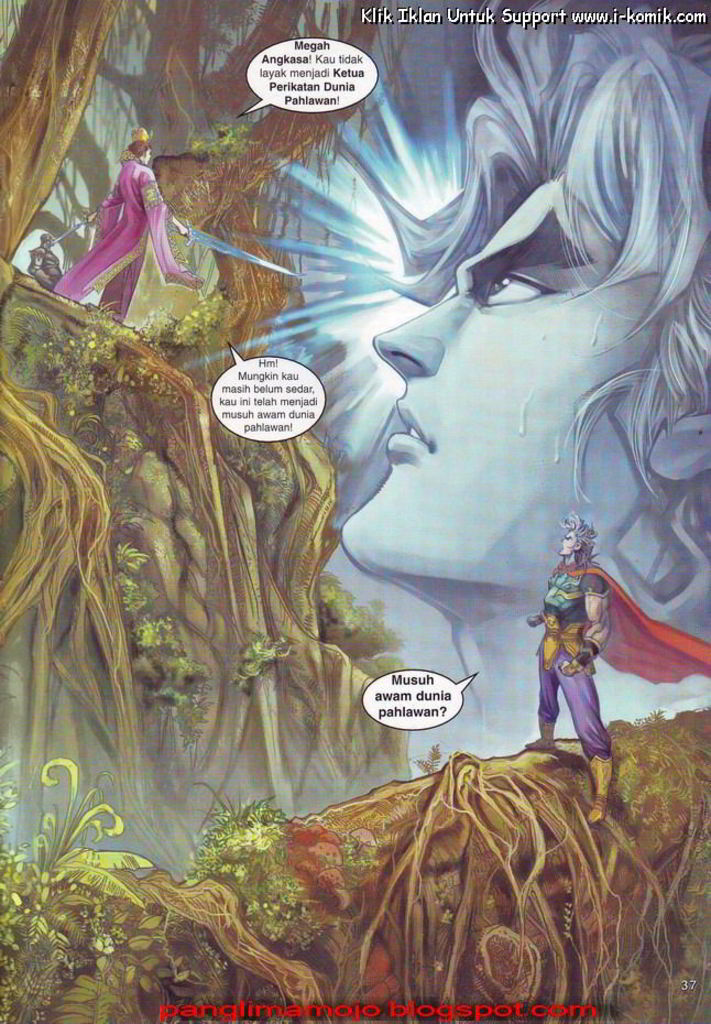 Klik Iklan Untuk Support www.i-komik.com
Megah
Angkasa! Kau tidak
layak menjadi Ketua
Perikatan Dunia
Pahlawan!
Hm!
Mungkin kau
masih belum sedar,
kau ini telah menjadi
musuh awam dunia
pahlawan!
Musuh
awam dunia
pahlawan?
37
panglimamojo.blogspot.com